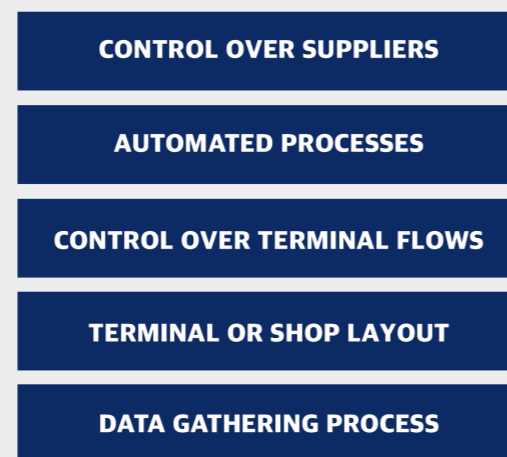 CONTROL OVER SUPPLIERS
AUTOMATED PROCESSES
CONTROL OVER TERMINAL FLOWS
TERMINAL OR SHOP LAYOUT
DATA GATHERING PROCESS